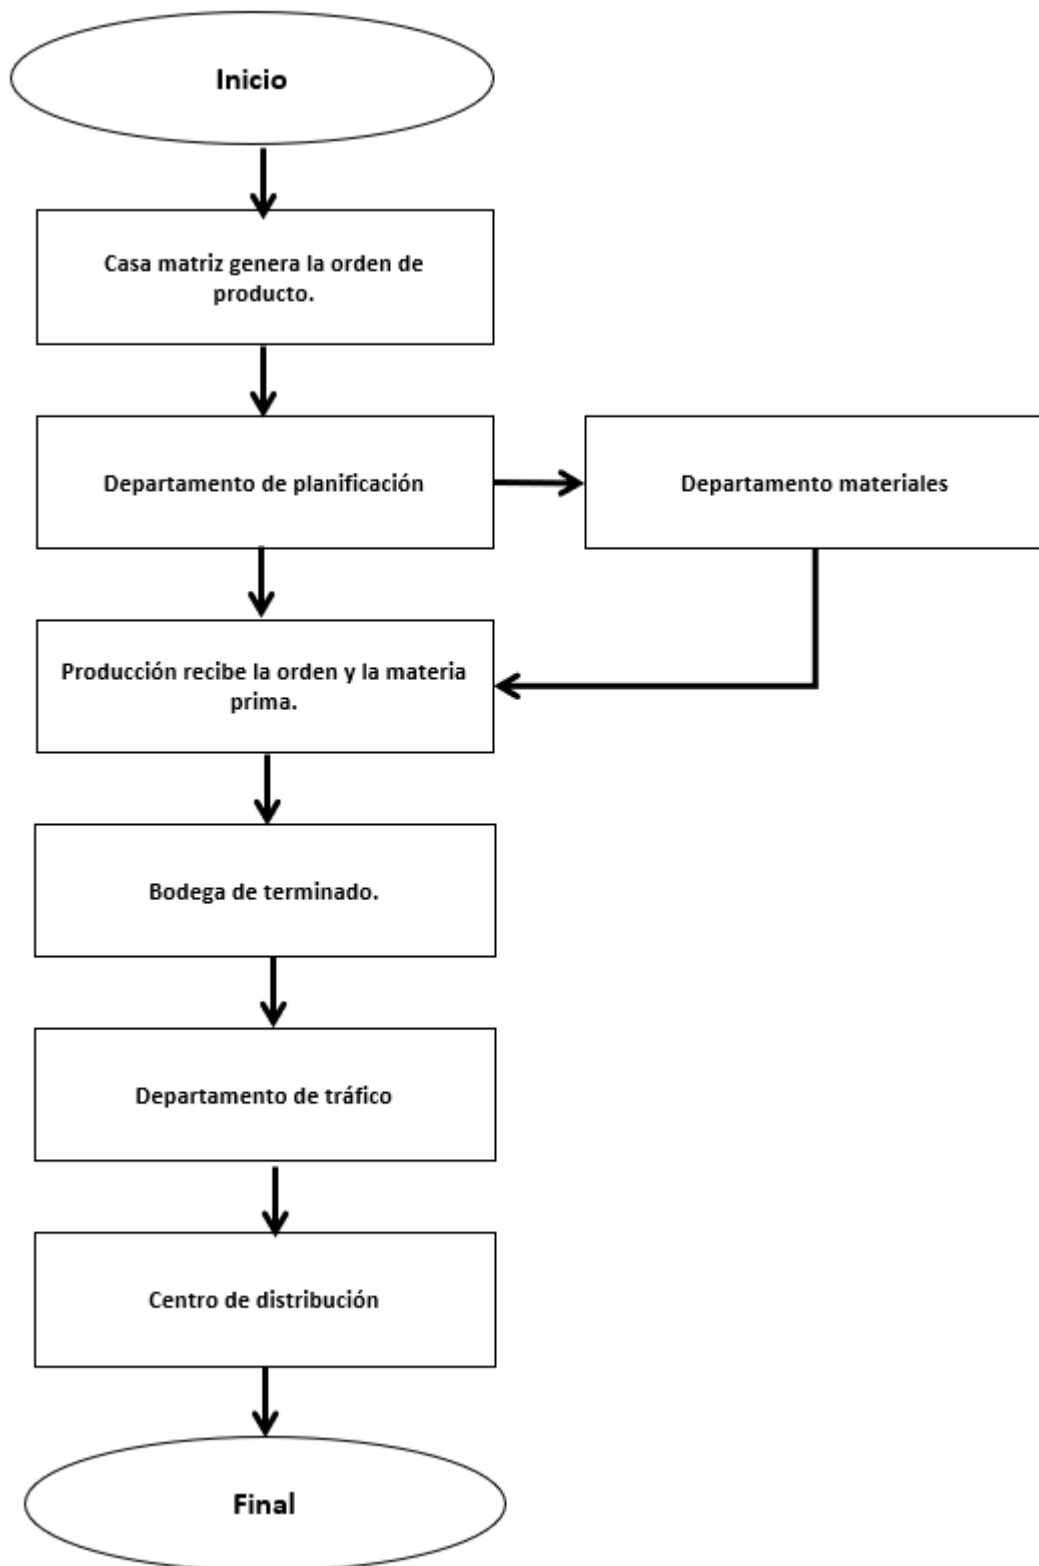 Inicio
Casa matriz genera la orden de
producto.
Departamento de planificación
Departamento materiales
Producción recibe la orden y la materia
prima.
Bodega de terminado.
Departamento de tráfico
Centro de distribución
Final